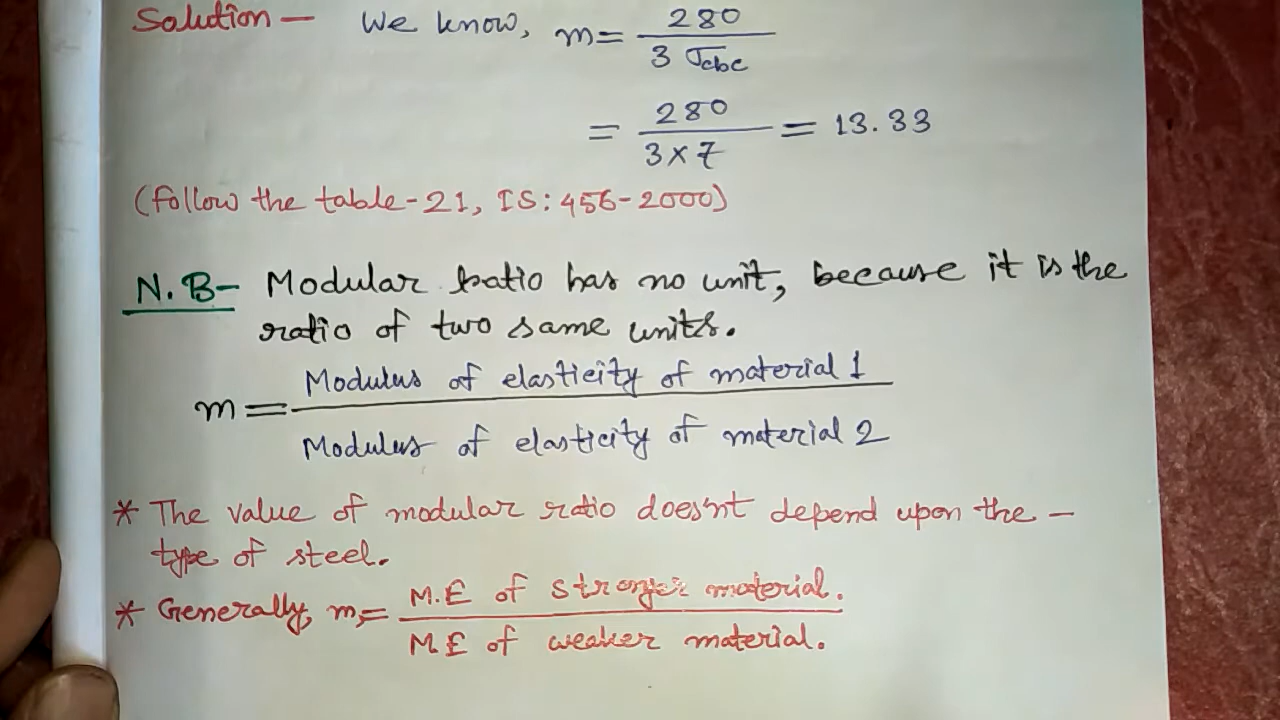 Solution — We know, m = 280 / 3 σcbc
= 280 / 3 × 7 = 13.33
(Follow the table-21, IS: 456-2000)
N.B- Modular ratio has no unit, because it is the
ratio of two same units.
m = Modulus of elasticity of material 1 / Modulus of elasticity of material 2
* The value of modular ratio does'nt depend upon the -
type of steel.
* Generally, m, = M.E of stronger material. / M.E of weaker material.